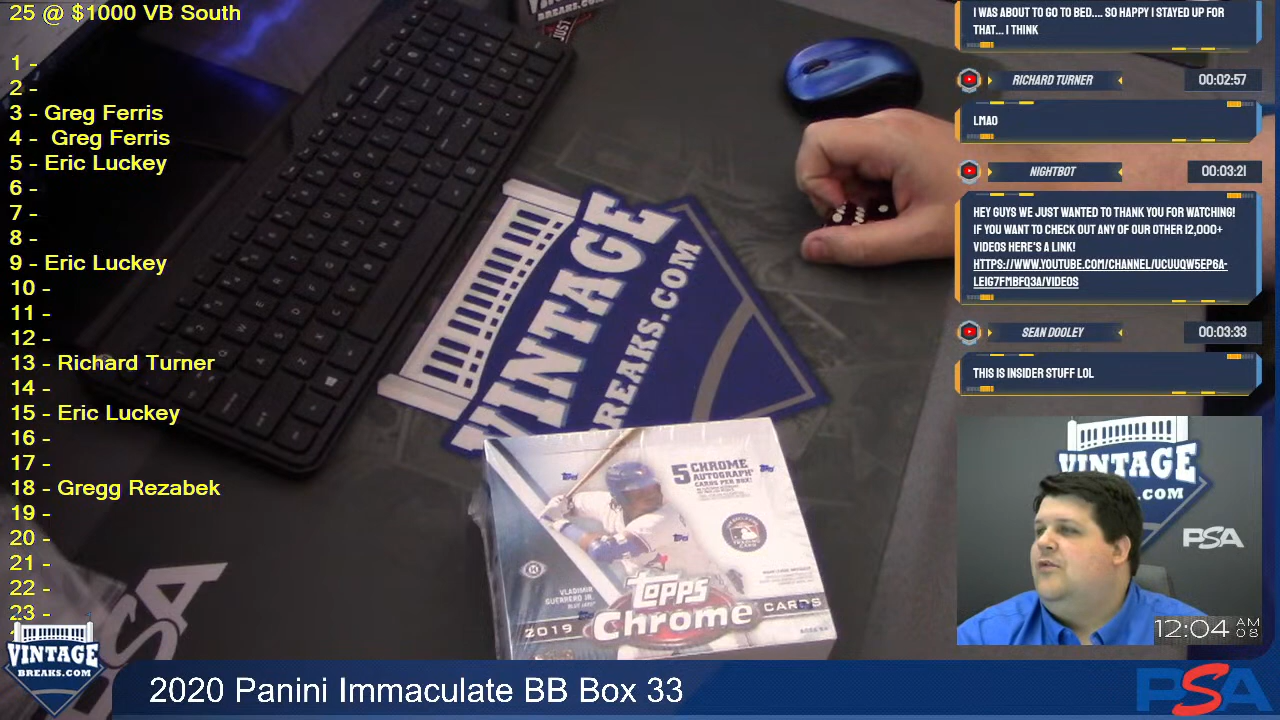 25 @ $1000 VB South
1 -
2 -
3 - Greg Ferris
4 - Greg Ferris
5 - Eric Luckey
6 -
7 -
8 -
9 - Eric Luckey
10 -
11 -
12 -
13 - Richard Turner
14 -
15 - Eric Luckey
16 -
17 -
18 - Gregg Rezabek
19 -
20 -
21 -
22 -
23 -
VINTAGE
BREAKS.COM
2020 Panini Immaculate BB Box 33
PSA
BREAKS.COM
VINTAGE
BREAKS.COM
PSA
5 CHROME
AUTOGRAPH
CARDS PER BOX!
Topps
VLADIMIR
GUERRERO JR.
BLUE JAYS
Topps
Chrome
2019
CARDS
I WAS ABOUT TO GO TO BED.... SO HAPPY I STAYED UP FOR
THAT... I THINK
RICHARD TURNER 00:02:57
LMAO
NIGHTBOT 00:03:21
HEY GUYS WE JUST WANTED TO THANK YOU FOR WATCHING!
IF YOU WANT TO CHECK OUT ANY OF OUR OTHER 12,000+
VIDEOS HERE'S A LINK!
HTTPS://WWW.YOUTUBE.COM/CHANNEL/UCUUQW5EP6A-
LEIG7FMBFQ3A/VIDEOS
SEAN DOOLEY 00:03:33
THIS IS INSIDER STUFF LOL
VINTAGE
.COM
PSA
12:04 AM
08